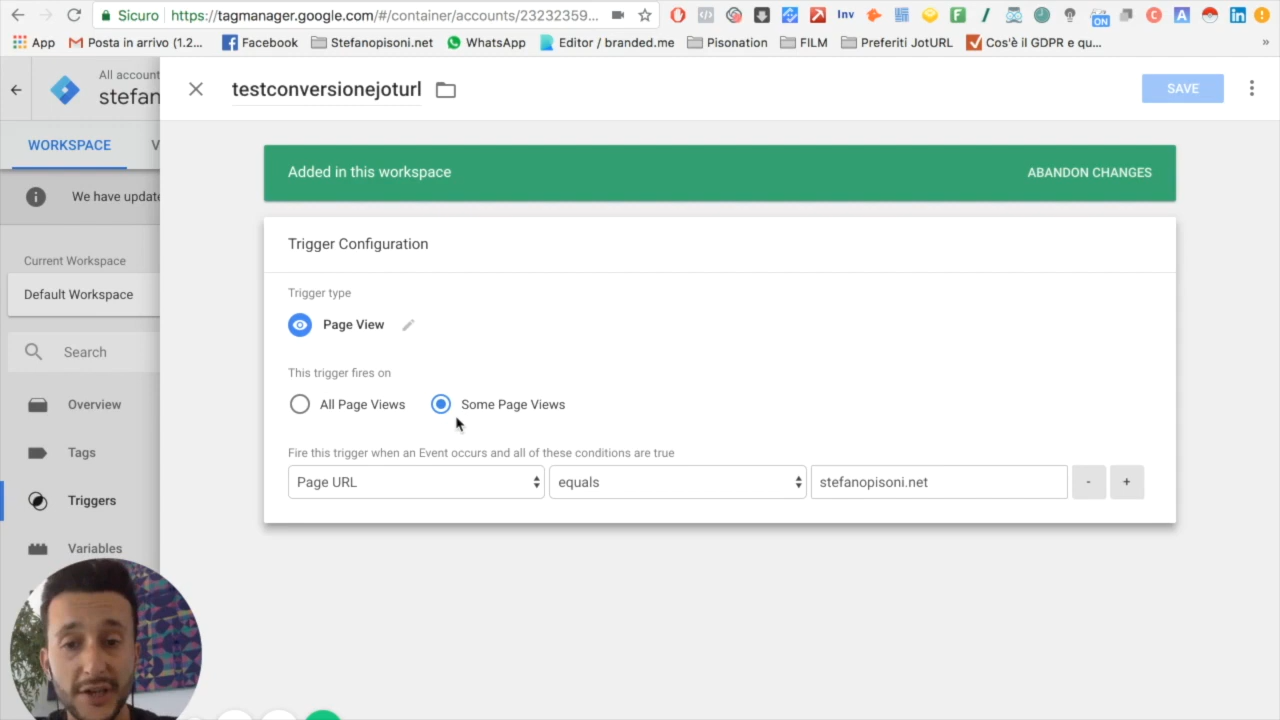 Sicuro https://tagmanager.google.com/#/container/accounts/23232359...
Inv
ON
App Posta in arrivo (1.2... Facebook Stefanopisoni.net WhatsApp Editor / branded.me Pisonation FILM Preferiti JotURL Cos'è il GDPR e qu... »
All account
stefan
testconversionejoturl
SAVE
WORKSPACE V
We have update
Added in this workspace
ABANDON CHANGES
Trigger Configuration
Current Workspace
Default Workspace
Trigger type
Page View
Search
This trigger fires on
All Page Views Some Page Views
Overview
Tags
Fire this trigger when an Event occurs and all of these conditions are true
Page URL equals stefanopisoni.net - +
Triggers
Variables